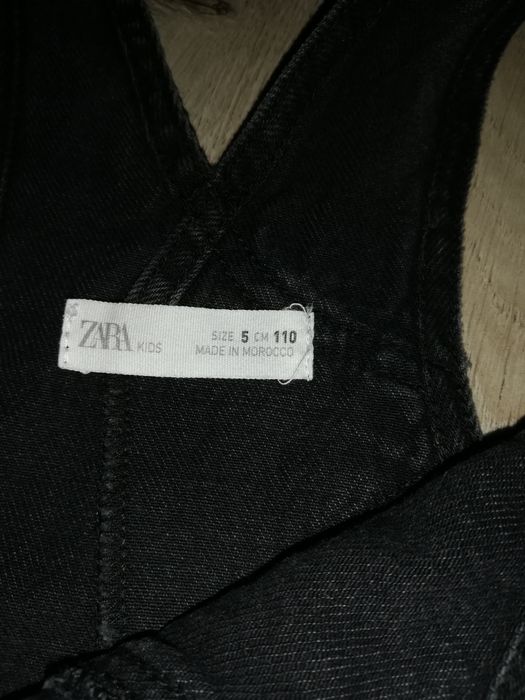 ZARA KIDS
SIZE 5 CM 110
MADE IN MOROCCO